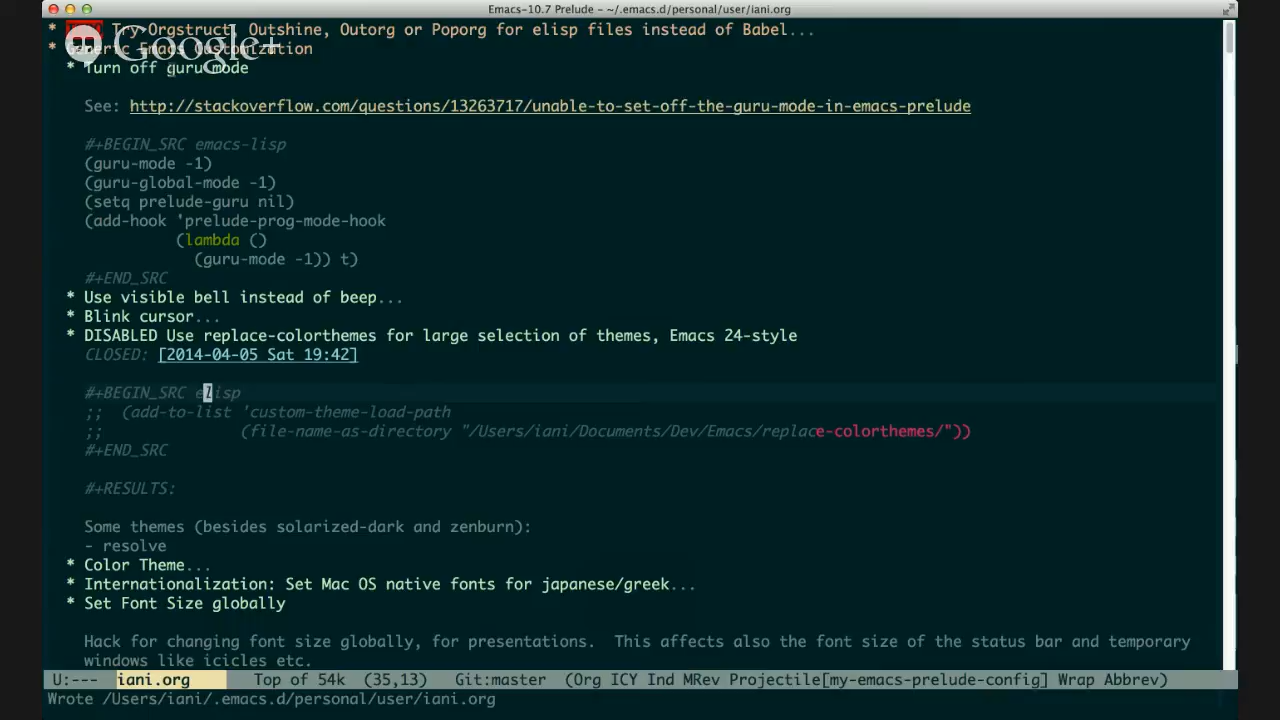 Emacs-10.7 Prelude - ~/.emacs.d/personal/user/iani.org
* Try Orgstruct, Outshine, Outorg or Poporg for elisp files instead of Babel...
Google+
* Generic Emacs Customization
* Turn off guru mode
See: http://stackoverflow.com/questions/13263717/unable-to-set-off-the-guru-mode-in-emacs-prelude
#+BEGIN_SRC emacs-lisp
(guru-mode -1)
(guru-global-mode -1)
(setq prelude-guru nil)
(add-hook 'prelude-prog-mode-hook
(lambda ()
(guru-mode -1)) t)
#+END_SRC
* Use visible bell instead of beep...
* Blink cursor...
* DISABLED Use replace-colorthemes for large selection of themes, Emacs 24-style
CLOSED: [2014-04-05 Sat 19:42]
#+BEGIN_SRC elisp
;; (add-to-list 'custom-theme-load-path
;; (file-name-as-directory "/Users/iani/Documents/Dev/Emacs/replace-colorthemes/"))
#+END_SRC
#+RESULTS:
Some themes (besides solarized-dark and zenburn):
- resolve
* Color Theme...
* Internationalization: Set Mac OS native fonts for japanese/greek...
* Set Font Size globally
Hack for changing font size globally, for presentations.  This affects also the font size of the status bar and temporary
windows like icicles etc.
U:--- iani.org Top of 54k (35,13) Git:master (Org ICY Ind MRev Projectile[my-emacs-prelude-config] Wrap Abbrev)
Wrote /Users/iani/.emacs.d/personal/user/iani.org